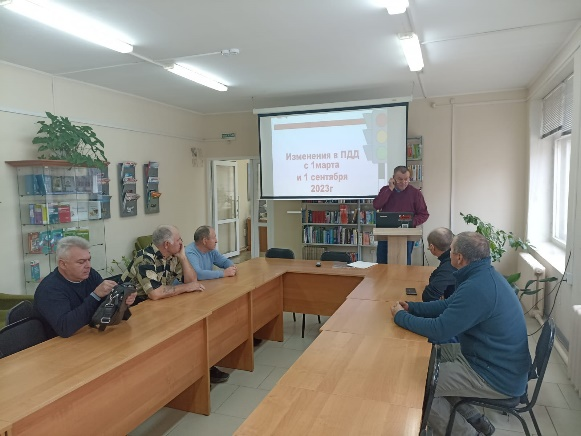 Изменения в ПДД
с 1марта
и 1 сентября
2023г